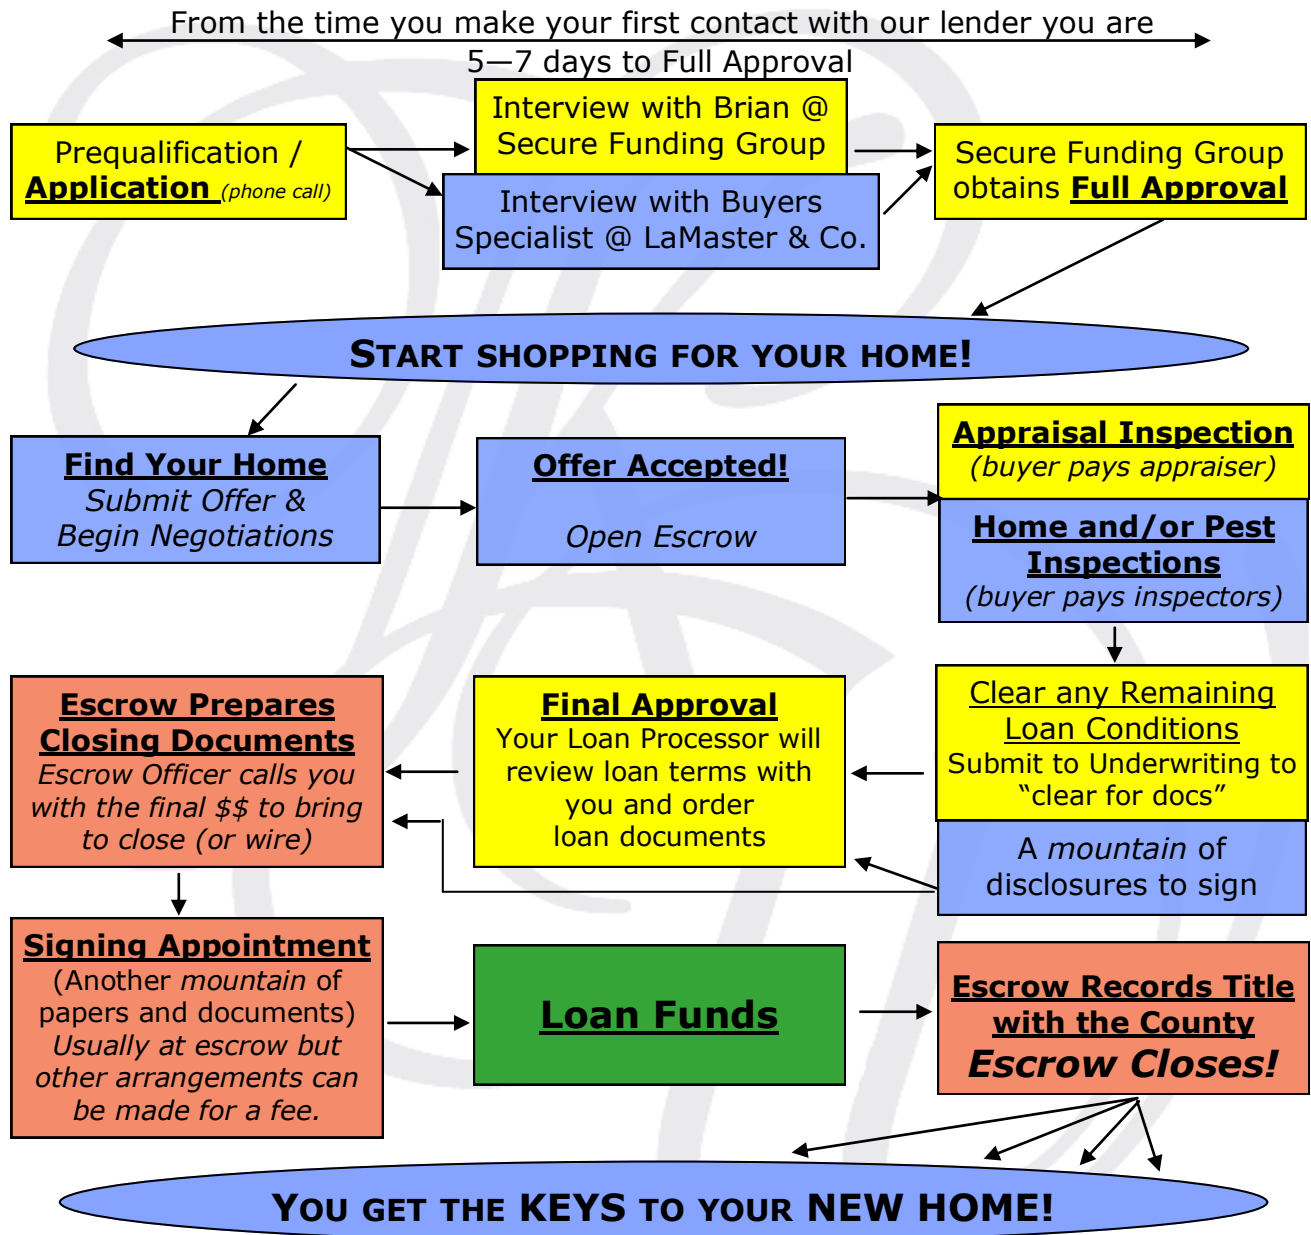 From the time you make your first contact with our lender you are
5—7 days to Full Approval
Prequalification /
Application (phone call)
Interview with Brian @
Secure Funding Group
Interview with Buyers
Specialist @ LaMaster & Co.
Secure Funding Group
obtains Full Approval
START SHOPPING FOR YOUR HOME!
Find Your Home
Submit Offer &
Begin Negotiations
Offer Accepted!
Open Escrow
Appraisal Inspection
(buyer pays appraiser)
Home and/or Pest
Inspections
(buyer pays inspectors)
Clear any Remaining
Loan Conditions
Submit to Underwriting to
“clear for docs”
A mountain of
disclosures to sign
Final Approval
Your Loan Processor will
review loan terms with
you and order
loan documents
Escrow Prepares
Closing Documents
Escrow Officer calls you
with the final $$ to bring
to close (or wire)
Signing Appointment
(Another mountain of
papers and documents)
Usually at escrow but
other arrangements can
be made for a fee.
Loan Funds
Escrow Records Title
with the County
Escrow Closes!
YOU GET THE KEYS TO YOUR NEW HOME!